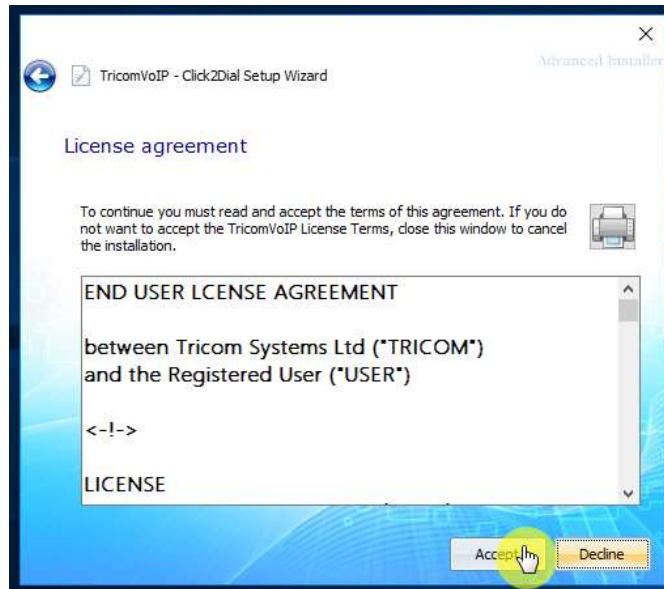 Advanced Installer
TricomVoIP - Click2Dial Setup Wizard
License agreement
To continue you must read and accept the terms of this agreement. If you do
not want to accept the TricomVoIP License Terms, close this window to cancel
the installation.
END USER LCENSE AGREEMENT
between Tricom Systems Ltd ("TRICOM")
and the Registered User ("USER")
<-!->
LICENSE
Accept Decline